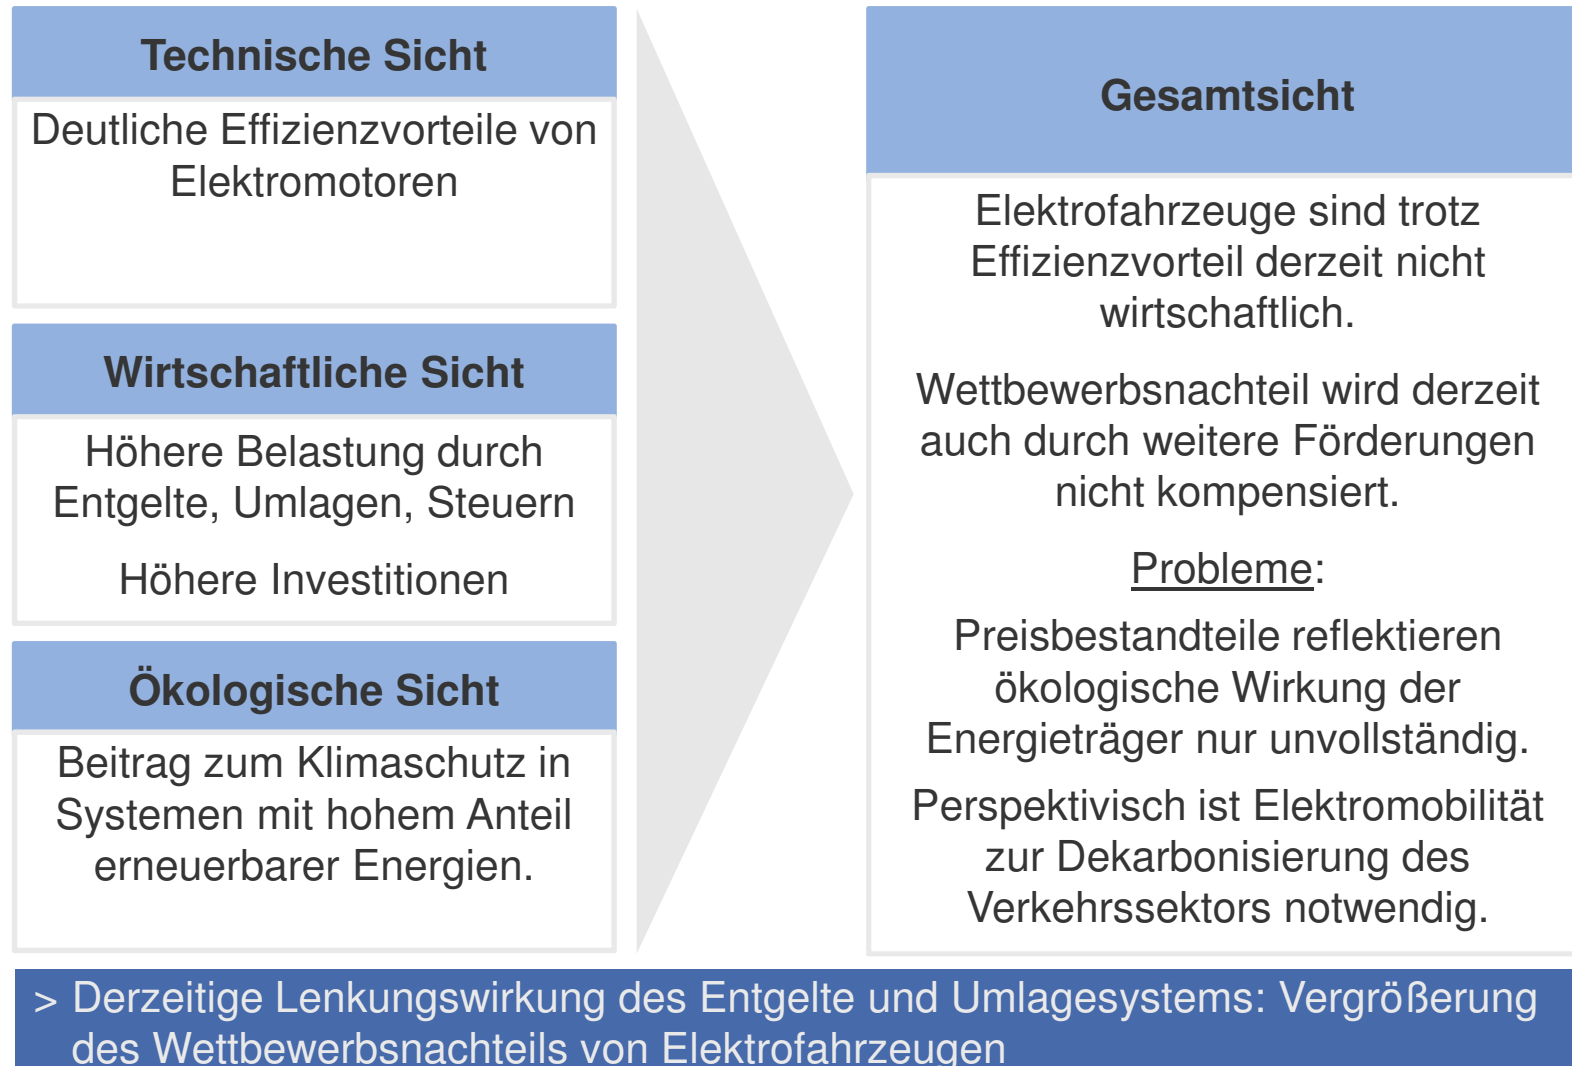 Technische Sicht
Deutliche Effizienzvorteile von
Elektromotoren
Wirtschaftliche Sicht
Höhere Belastung durch
Entgelte, Umlagen, Steuern
Höhere Investitionen
Ökologische Sicht
Beitrag zum Klimaschutz in
Systemen mit hohem Anteil
erneuerbarer Energien.
Gesamtsicht
Elektrofahrzeuge sind trotz
Effizienzvorteil derzeit nicht
wirtschaftlich.
Wettbewerbsnachteil wird derzeit
auch durch weitere Förderungen
nicht kompensiert.
Probleme:
Preisbestandteile reflektieren
ökologische Wirkung der
Energieträger nur unvollständig.
Perspektivisch ist Elektromobilität
zur Dekarbonisierung des
Verkehrssektors notwendig.
> Derzeitige Lenkungswirkung des Entgelte und Umlagesystems: Vergrößerung
des Wettbewerbsnachteils von Elektrofahrzeugen